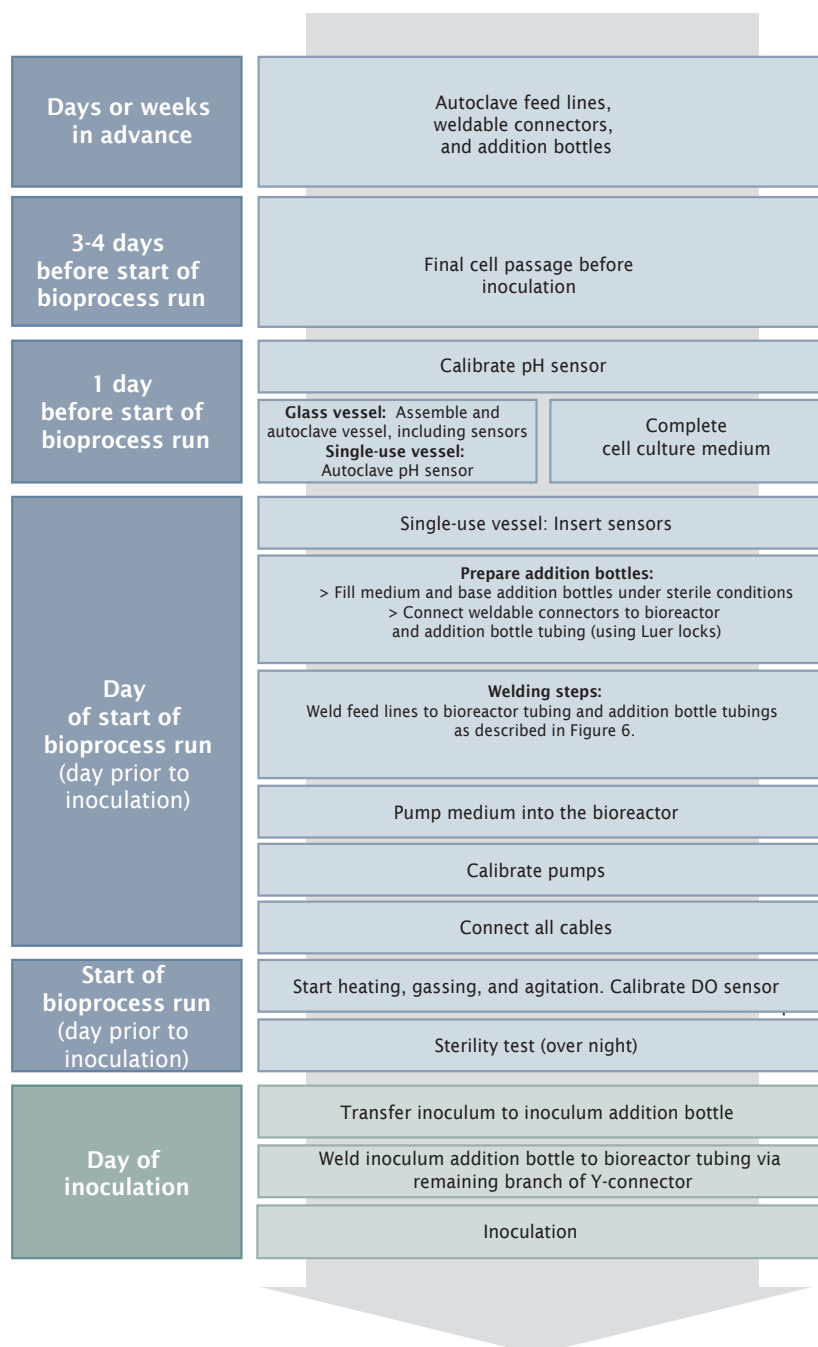 Days or weeks
in advance
Autoclave feed lines,
weldable connectors,
and addition bottles
3-4 days
before start of
bioprocess run
Final cell passage before
inoculation
1 day
before start of
bioprocess run
Calibrate pH sensor
Glass vessel: Assemble and
autoclave vessel, including sensors
Single-use vessel:
Autoclave pH sensor
Complete
cell culture medium
Day
of start of
bioprocess run
(day prior to
inoculation)
Single-use vessel: Insert sensors
Prepare addition bottles:
> Fill medium and base addition bottles under sterile conditions
> Connect weldable connectors to bioreactor
and addition bottle tubing (using Luer locks)
Welding steps:
Weld feed lines to bioreactor tubing and addition bottle tubings
as described in Figure 6.
Pump medium into the bioreactor
Calibrate pumps
Connect all cables
Start of
bioprocess run
(day prior to
inoculation)
Start heating, gassing, and agitation. Calibrate DO sensor
Sterility test (over night)
Day of
inoculation
Transfer inoculum to inoculum addition bottle
Weld inoculum addition bottle to bioreactor tubing via
remaining branch of Y-connector
Inoculation